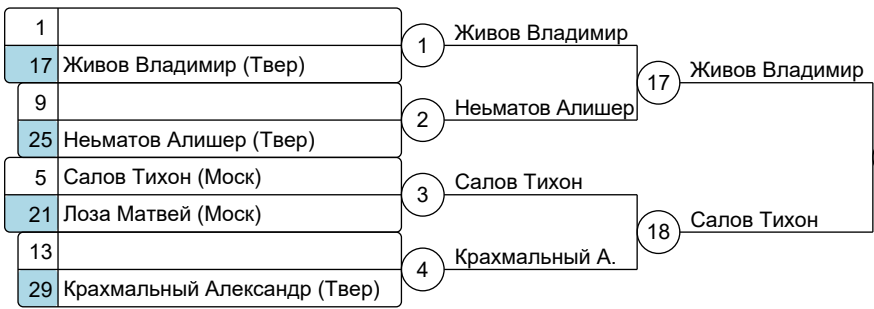 1
17 Живов Владимир (Твер)
9
25 Неьматов Алишер (Твер)
5 Салов Тихон (Моск)
21 Лоза Матвей (Моск)
13
29 Крахмальный Александр (Твер)
1 Живов Владимир
2 Неьматов Алишер
3 Салов Тихон
4 Крахмальный А.
17 Живов Владимир
18 Салов Тихон